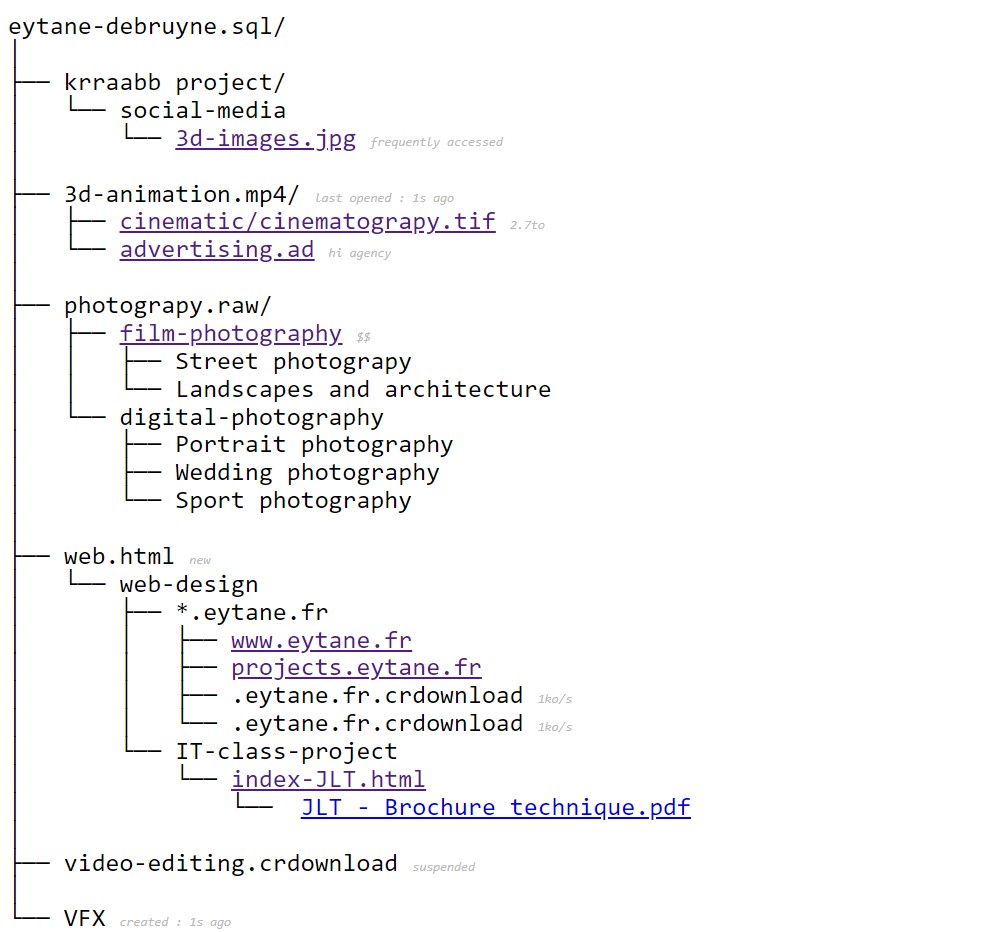 eytane-debruyne.sql/
│
├── krraabb project/
│   └── social-media
│       └── 3d-images.jpg frequently accessed
│
├── 3d-animation.mp4/ last opened : 1s ago
│   ├── cinematic/cinematograpy.tif 2.7to
│   └── advertising.ad hi agency
│
├── photograpy.raw/
│   ├── film-photography $$
│   │   ├── Street photograpy
│   │   └── Landscapes and architecture
│   └── digital-photography
│       ├── Portrait photography
│       ├── Wedding photography
│       └── Sport photography
│
├── web.html new
│   └── web-design
│       ├── *.eytane.fr
│       │   ├── www.eytane.fr
│       │   ├── projects.eytane.fr
│       │   ├── .eytane.fr.crdownload 1ko/s
│       │   └── .eytane.fr.crdownload 1ko/s
│       └── IT-class-project
│           └── index-JLT.html
│               └── JLT - Brochure technique.pdf
│
├── video-editing.crdownload suspended
│
└── VFX created : 1s ago